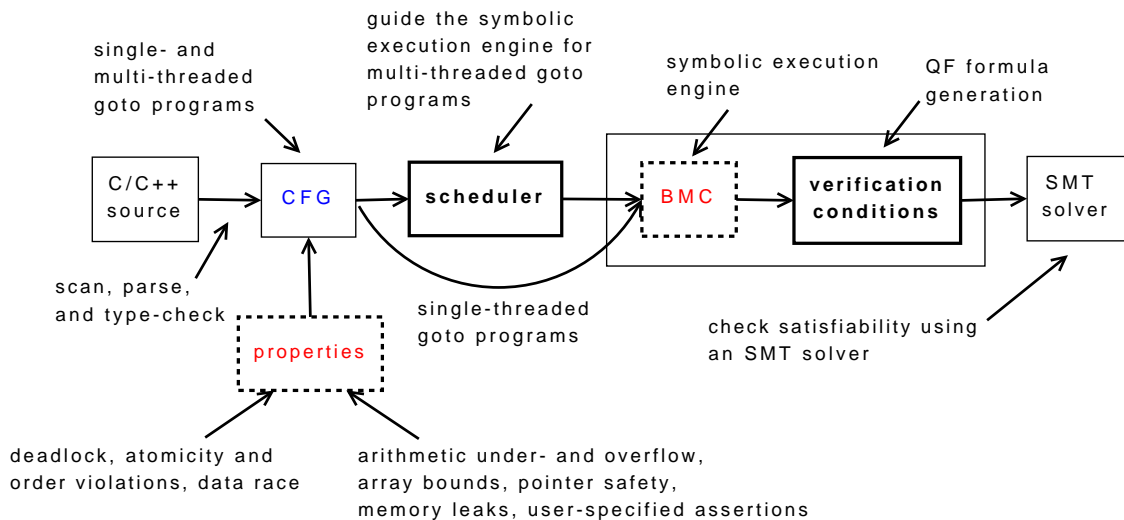 guide the symbolic
execution engine for
multi-threaded goto
programs
single- and
multi-threaded
goto programs
symbolic execution
engine
QF formula
generation
C/C++
source
CFG
scheduler
BMC
verification
conditions
SMT
solver
scan, parse,
and type-check
single-threaded
goto programs
check satisfiability using
an SMT solver
properties
deadlock, atomicity and
order violations, data race
arithmetic under- and overflow,
array bounds, pointer safety,
memory leaks, user-specified assertions